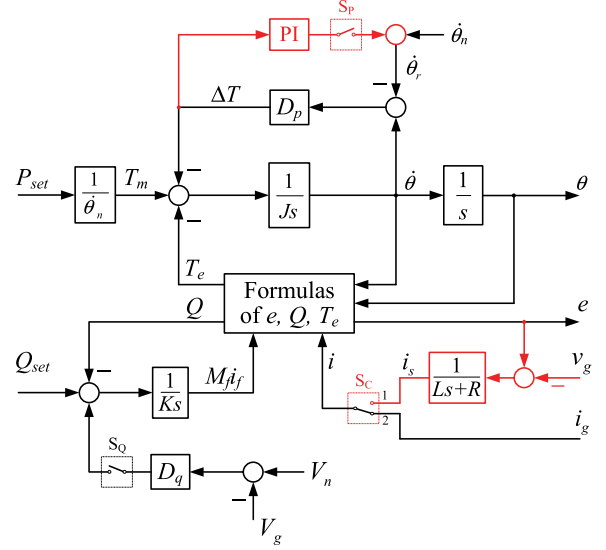 S_P
PI
θ̇_n
θ̇_r
ΔT
D_p
P_set
1
θ̇_n
T_m
1
Js
θ̇
1
s
θ
T_e
Formulas
of e, Q, T_e
Q
e
Q_set
1
Ks
M_f i_f
i
i_s
1
Ls+R
v_g
S_C
1
2
i_g
S_Q
D_q
V_n
V_g